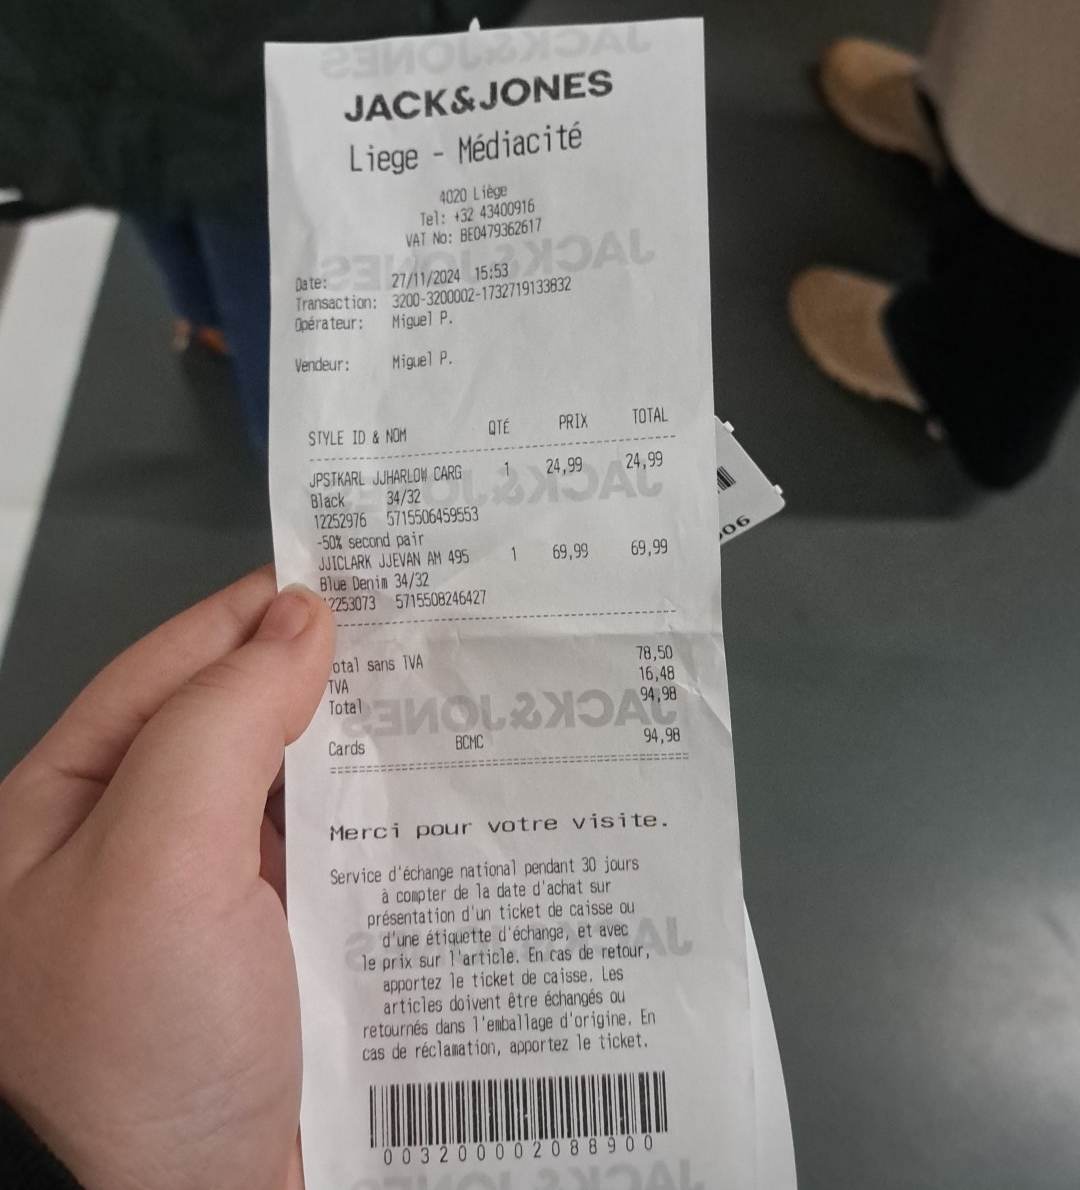 JACK&JONES
Liege - Médiacité
4020 Liège
Tel: +32 43400916
VAT No: BE0479362617
Date: 27/11/2024 15:53
Transaction: 3200-3200002-1732719133832
Opérateur: Miguel P.
Vendeur: Miguel P.
STYLE ID & NOM QTÉ PRIX TOTAL
JPSTKARL JJHARLOW CARG 1 24,99 24,99
Black 34/32
12252976 5715506459553
-50% second pair
JJICLARK JJEVAN AM 495 1 69,99 69,99
Blue Denim 34/32
12253073 5715508246427
otal sans TVA 78,50
TVA 16,48
Total 94,98
Cards BCMC 94,98
Merci pour votre visite.
Service d'échange national pendant 30 jours
à compter de la date d'achat sur
présentation d'un ticket de caisse ou
d'une étiquette d'échange, et avec
le prix sur l'article. En cas de retour,
apportez le ticket de caisse. Les
articles doivent être échangés ou
retournés dans l'emballage d'origine. En
cas de réclamation, apportez le ticket.
003200002088900